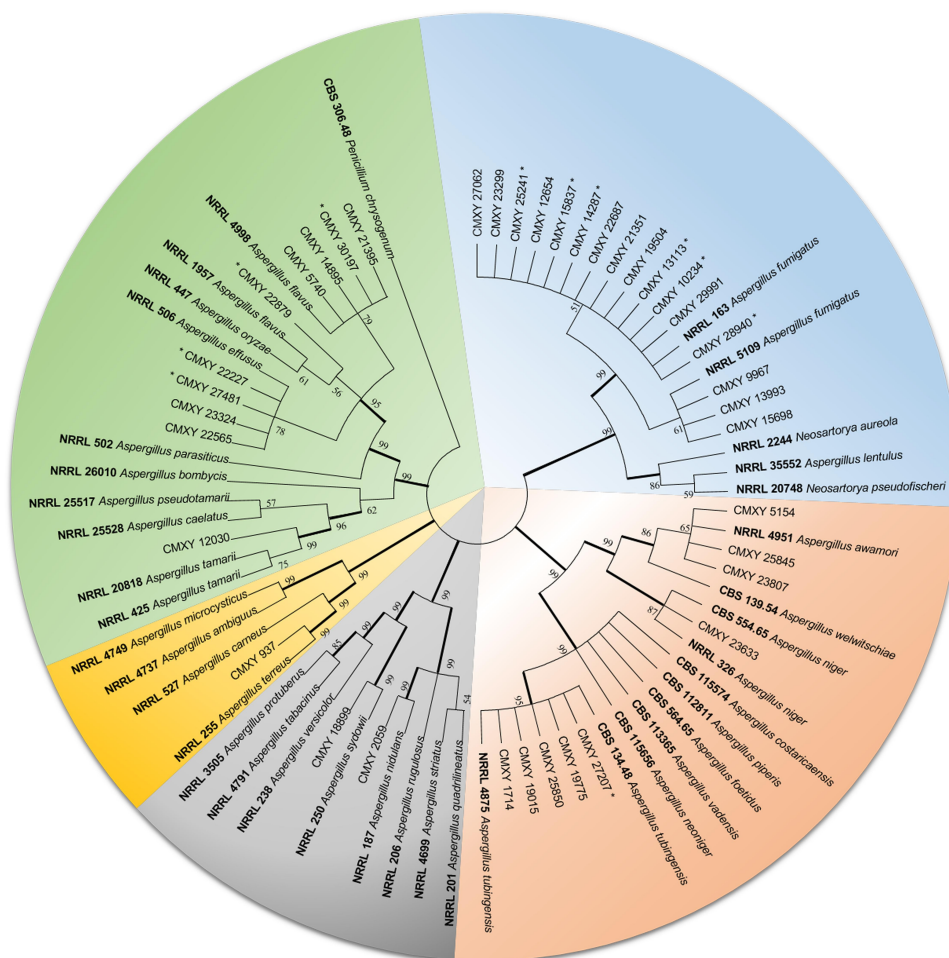 CMXY 27062
CMXY 23299
CMXY 25241 *
CMXY 12654
CMXY 15837 *
CMXY 14287 *
CMXY 22687
CMXY 21351
CMXY 19504
CMXY 13113 *
CMXY 10234 *
CMXY 29991
NRRL 163 Aspergillus fumigatus
CMXY 28940 *
NRRL 5109 Aspergillus fumigatus
CMXY 9967
CMXY 13993
CMXY 15698
NRRL 2244 Neosartorya aureola
NRRL 35552 Aspergillus lentulus
NRRL 20748 Neosartorya pseudofischeri
99
99
61
86
59
CMXY 5154
NRRL 4951 Aspergillus awamori
CMXY 25845
CMXY 23807
CBS 139.54 Aspergillus welwitschiae
CBS 554.65 Aspergillus niger
CMXY 23633
NRRL 326 Aspergillus niger
CBS 115574 Aspergillus costaricaensis
CBS 112811 Aspergillus piperis
CBS 564.65 Aspergillus foetidus
CBS 113365 Aspergillus vadensis
CBS 115656 Aspergillus neoniger
CBS 134.48 Aspergillus tubingensis
CMXY 27207 *
CMXY 19775
CMXY 25850
CMXY 19015
CMXY 1714
NRRL 4875 Aspergillus tubingensis
65
86
99
87
99
99
95
NRRL 201 Aspergillus quadrilineatus
NRRL 4699 Aspergillus striatus
NRRL 206 Aspergillus rugulosus
NRRL 187 Aspergillus nidulans
CMXY 2059
NRRL 250 Aspergillus sydowii
CMXY 18899
NRRL 238 Aspergillus versicolor
NRRL 4791 Aspergillus tabacinus
NRRL 3505 Aspergillus protuberus
54
99
99
99
99
99
99
85
NRRL 255 Aspergillus terreus
CMXY 937
NRRL 527 Aspergillus carneus
NRRL 4737 Aspergillus ambiguus
NRRL 4749 Aspergillus microcysticus
99
99
99
99
NRRL 425 Aspergillus tamarii
NRRL 20818 Aspergillus tamarii
CMXY 12030
NRRL 25528 Aspergillus caelatus
NRRL 25517 Aspergillus pseudotamarii
NRRL 26010 Aspergillus bombycis
NRRL 502 Aspergillus parasiticus
CMXY 22565
CMXY 23324
* CMXY 27481
* CMXY 22227
NRRL 506 Aspergillus effusus
NRRL 447 Aspergillus oryzae
NRRL 1957 Aspergillus flavus
* CMXY 22879
NRRL 4998 Aspergillus flavus
CMXY 5740
CMXY 14895
* CMXY 30197
CMXY 21395
CBS 306.48 Penicillium chrysogenum
75
99
96
57
62
99
99
78
95
56
61
79